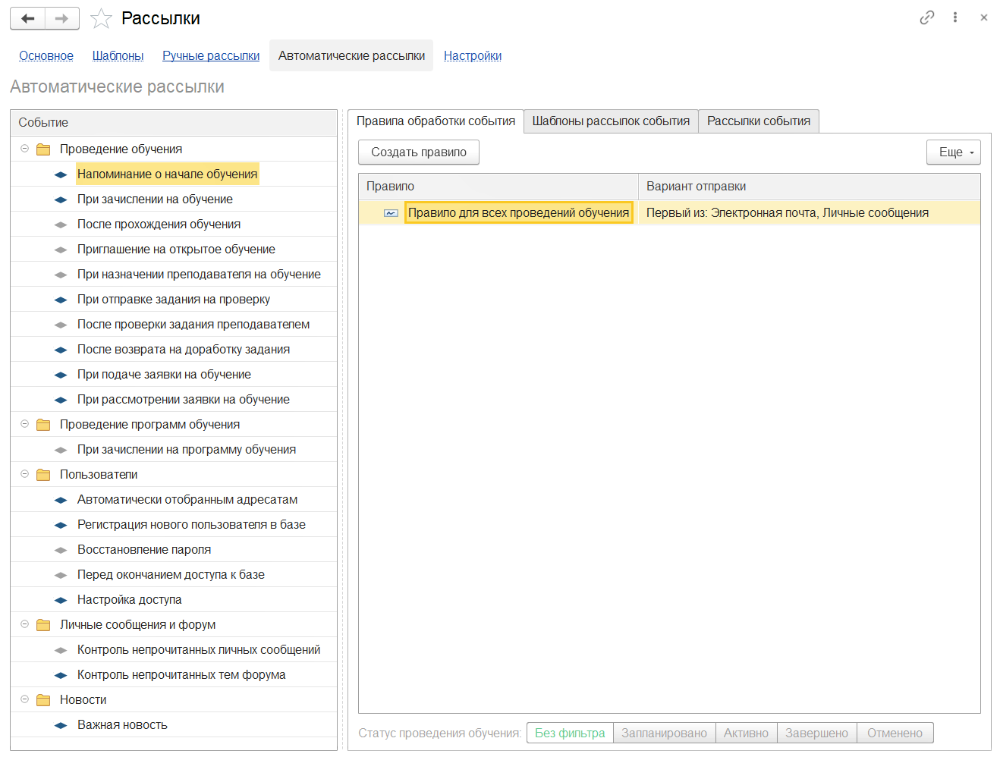 Рассылки
Основное Шаблоны Ручные рассылки Автоматические рассылки Настройки
Автоматические рассылки
Событие
Проведение обучения
Напоминание о начале обучения
При зачислении на обучение
После прохождения обучения
Приглашение на открытое обучение
При назначении преподавателя на обучение
При отправке задания на проверку
После проверки задания преподавателем
После возврата на доработку задания
При подаче заявки на обучение
При рассмотрении заявки на обучение
Проведение программ обучения
При зачислении на программу обучения
Пользователи
Автоматически отобранным адресатам
Регистрация нового пользователя в базе
Восстановление пароля
Перед окончанием доступа к базе
Настройка доступа
Личные сообщения и форум
Контроль непрочитанных личных сообщений
Контроль непрочитанных тем форума
Новости
Важная новость
Правила обработки события Шаблоны рассылок события Рассылки события
Создать правило Еще
Правило Вариант отправки
Правило для всех проведений обучения Первый из: Электронная почта, Личные сообщения
Статус проведения обучения: Без фильтра Запланировано Активно Завершено Отменено